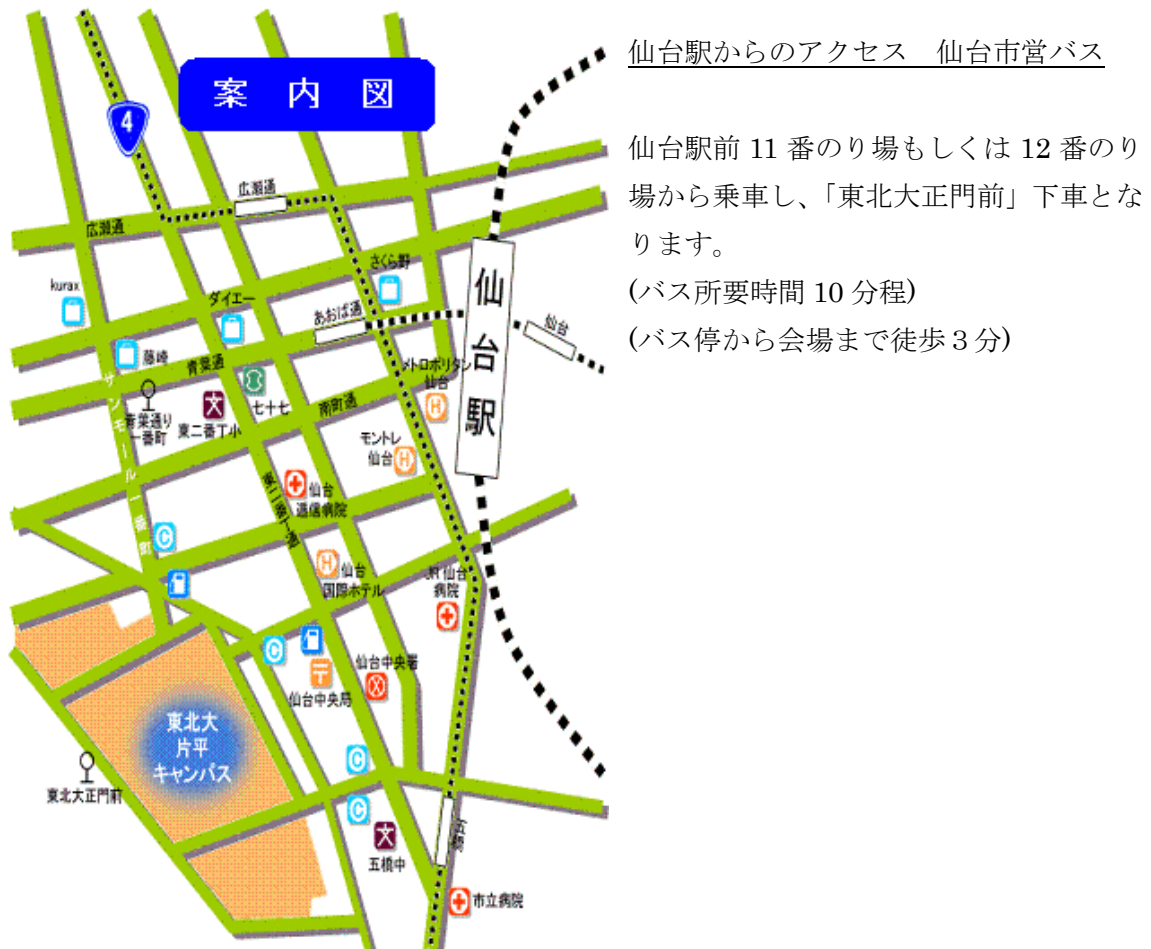 案内図
4
広瀬通
広瀬通
kurax
さくら野
ダイエー
あおば通
仙台
仙台駅
藤崎
青葉通
メトロポリタン
仙台
サンモール一番町
青葉通り
一番町
東二番丁小
七十七
南町通
モントレ
仙台
東二番丁通
仙台
逓信病院
仙台
国際ホテル
JR仙台
病院
仙台中央署
仙台中央局
東北大
片平
キャンパス
東北大正門前
五橋
五橋中
市立病院
仙台駅からのアクセス　仙台市営バス
仙台駅前 11 番のり場もしくは 12 番のり
場から乗車し、「東北大正門前」下車とな
ります。
(バス所要時間 10 分程)
(バス停から会場まで徒歩３分)